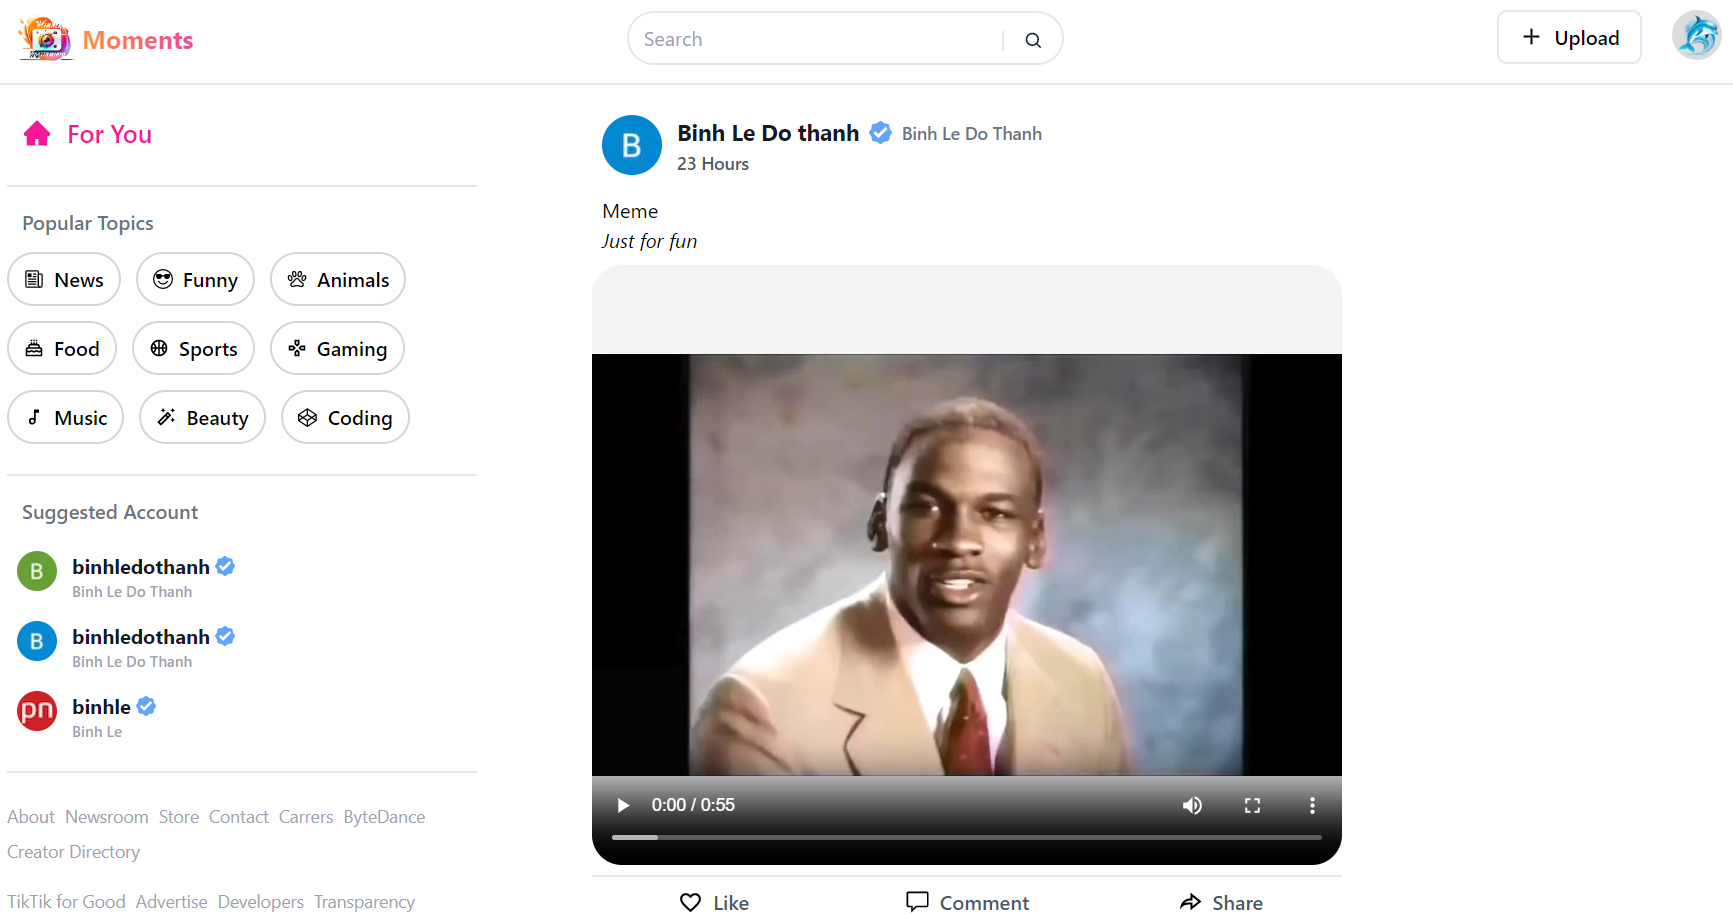 Moments
Search
Upload
For You
Popular Topics
News
Funny
Animals
Food
Sports
Gaming
Music
Beauty
Coding
Suggested Account
B
binhledothanh
Binh Le Do Thanh
B
binhledothanh
Binh Le Do Thanh
pn
binhle
Binh Le
About Newsroom Store Contact Carrers ByteDance
Creator Directory
TikTik for Good Advertise Developers Transparency
B
Binh Le Do thanh Binh Le Do Thanh
23 Hours
Meme
Just for fun
0:00 / 0:55
Like
Comment
Share